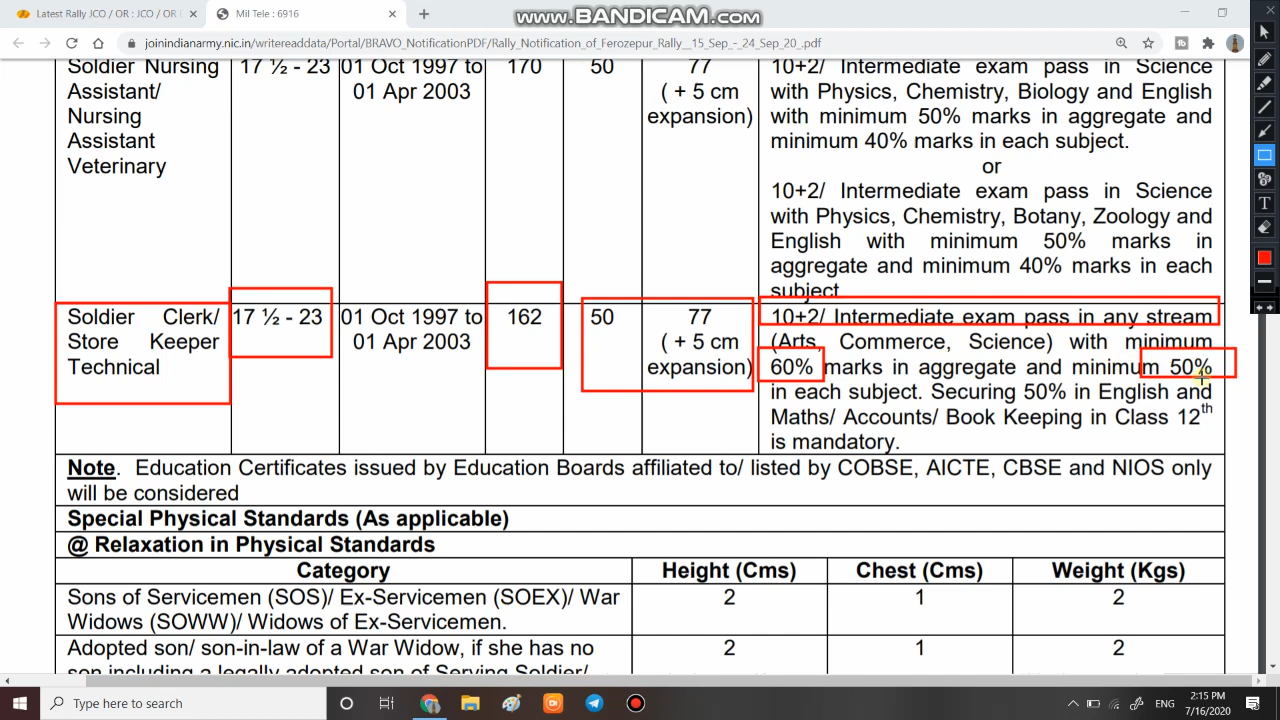 www.BANDICAM.com
Latest Rally JCO / OR : JCO / OR E
Mil Tele : 6916
joinindianarmy.nic.in/writereaddata/Portal/BRAVO_NotificationPDF/Rally_Notification_of_Ferozepur_Rally__15_Sep_-_24_Sep_20_.pdf
Soldier Nursing 17 ½ - 23 01 Oct 1997 to 170 50 77 10+2/ Intermediate exam pass in Science
Assistant/ 01 Apr 2003 ( + 5 cm with Physics, Chemistry, Biology and English
Nursing expansion) with minimum 50% marks in aggregate and
Assistant minimum 40% marks in each subject.
Veterinary or
10+2/ Intermediate exam pass in Science
with Physics, Chemistry, Botany, Zoology and
English with minimum 50% marks in
aggregate and minimum 40% marks in each
subject
Soldier Clerk/ 17 ½ - 23 01 Oct 1997 to 162 50 77 10+2/ Intermediate exam pass in any stream
Store Keeper 01 Apr 2003 ( + 5 cm (Arts, Commerce, Science) with minimum
Technical expansion) 60% marks in aggregate and minimum 50%
in each subject. Securing 50% in English and
Maths/ Accounts/ Book Keeping in Class 12th
is mandatory.
Note. Education Certificates issued by Education Boards affiliated to/ listed by COBSE, AICTE, CBSE and NIOS only
will be considered
Special Physical Standards (As applicable)
@ Relaxation in Physical Standards
Category Height (Cms) Chest (Cms) Weight (Kgs)
Sons of Servicemen (SOS)/ Ex-Servicemen (SOEX)/ War 2 1 2
Widows (SOWW)/ Widows of Ex-Servicemen.
Adopted son/ son-in-law of a War Widow, if she has no 2 1 2
son including a legally adopted son of Serving Soldier/
Type here to search
ENG
2:15 PM
7/16/2020